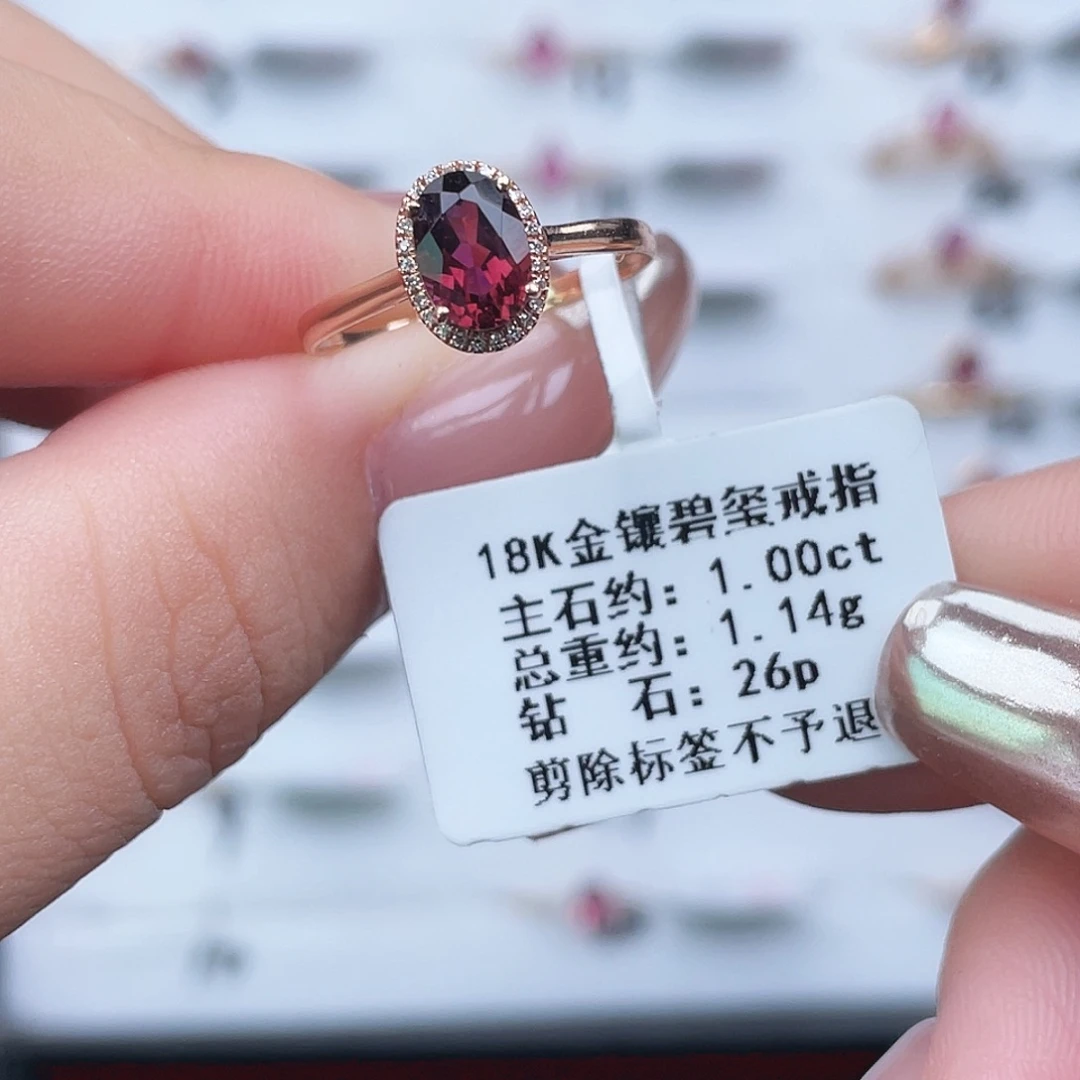 18K金镶碧玺戒指
主石约: 1.00ct
总重约: 1.14g
钻 石: 26p
剪除标签不予退